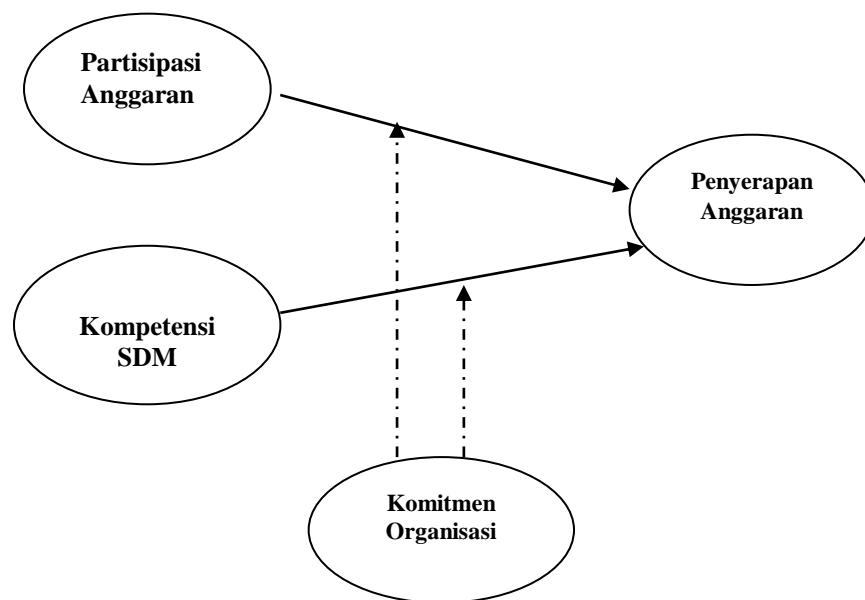 Partisipasi
Anggaran
Penyerapan
Anggaran
Kompetensi
SDM
Komitmen
Organisasi